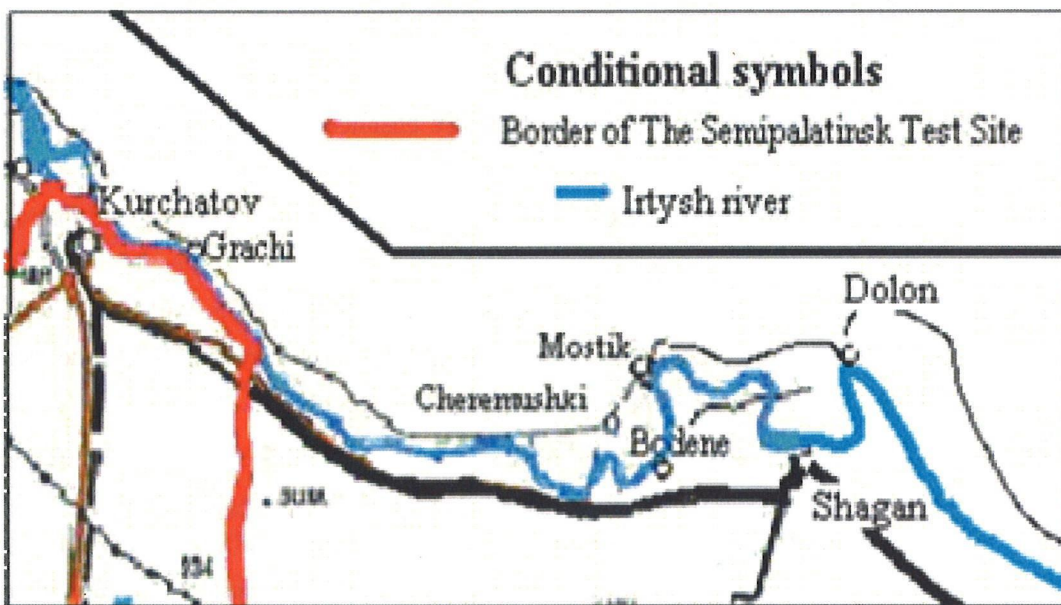 Conditional symbols
Border of The Semipalatinsk Test Site
Irtysh river
Kurchatov
Grachi
Dolon
Mostik
Cheremushki
Bodene
Shagan